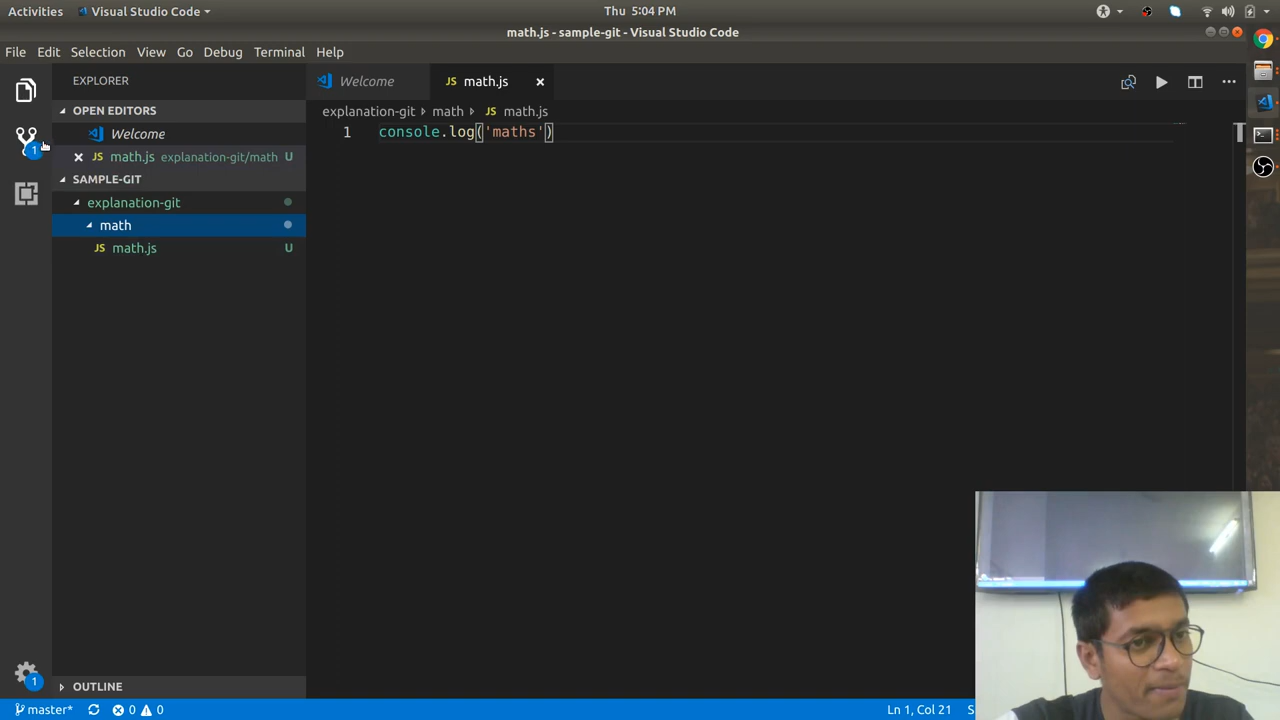 Activities
Visual Studio Code
Thu 5:04 PM
math.js - sample-git - Visual Studio Code
File Edit Selection View Go Debug Terminal Help
EXPLORER
Welcome
math.js
OPEN EDITORS
explanation-git
math
math.js
Welcome
1 console.log('maths')
1
math.js explanation-git/math U
SAMPLE-GIT
explanation-git
math
math.js U
1
OUTLINE
master*
0
0
Ln 1, Col 21